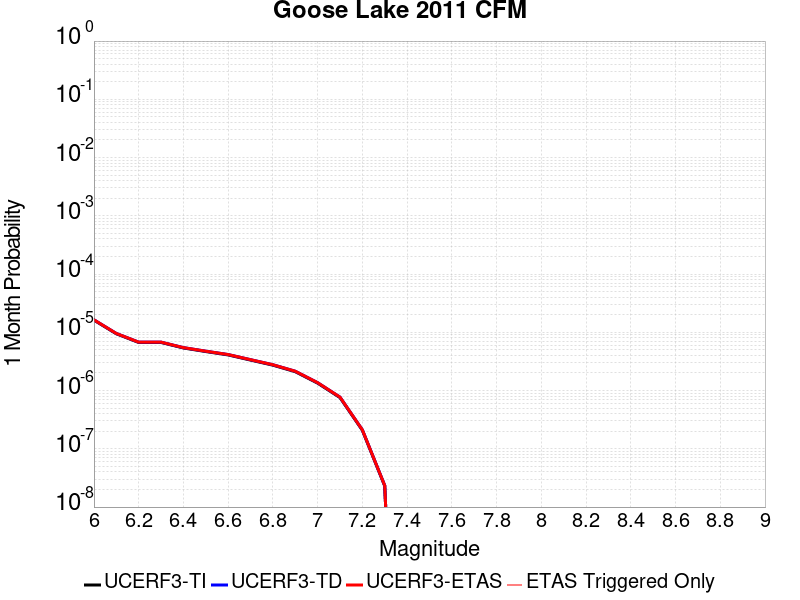 Goose Lake 2011 CFM
1 Month Probability
10^0
10^-1
10^-2
10^-3
10^-4
10^-5
10^-6
10^-7
10^-8
6 6.2 6.4 6.6 6.8 7 7.2 7.4 7.6 7.8 8 8.2 8.4 8.6 8.8 9
Magnitude
UCERF3-TI UCERF3-TD UCERF3-ETAS ETAS Triggered Only